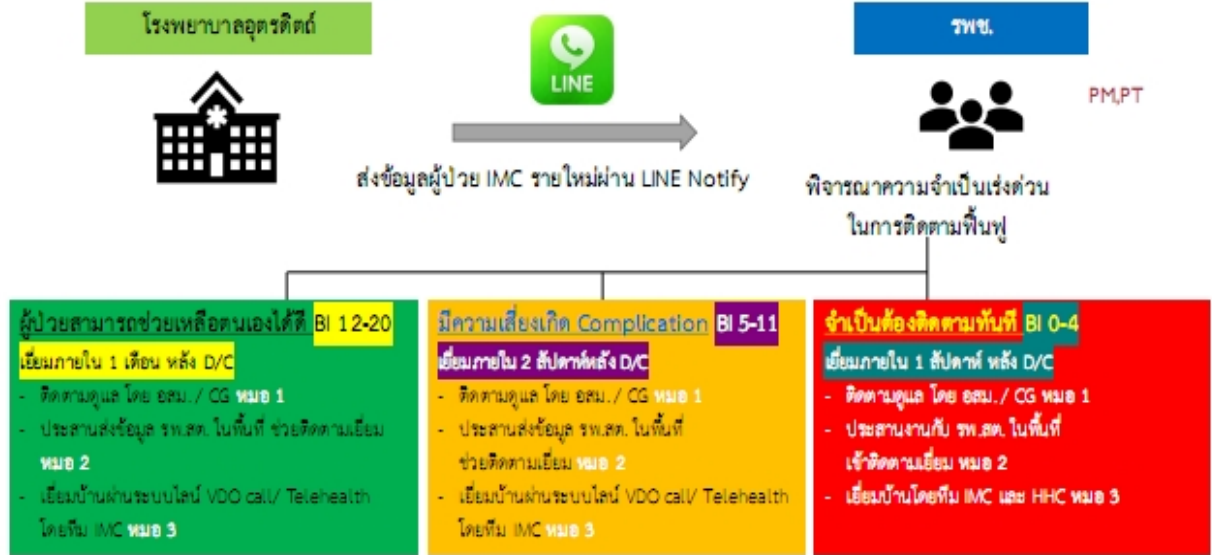 โรงพยาบาลอุตรดิตถ์
LINE
รพช.
PM,PT
ส่งข้อมูลผู้ป่วย IMC รายใหม่ผ่าน LINE Notify
พิจารณาความจำเป็นเร่งด่วน
ในการติดตามฟื้นฟู
ผู้ป่วยสามารถช่วยเหลือตนเองได้ดี BI 12-20
เยี่ยมภายใน 1 เดือน หลัง D/C
- ติดตามดูแล โดย อสม./ CG หมอ 1
- ประสานส่งข้อมูล รพ.สต. ในพื้นที่ ช่วยติดตามเยี่ยม
หมอ 2
- เยี่ยมบ้านผ่านระบบไลน์ VDO call/ Telehealth
โดยทีม IMC หมอ 3
มีความเสี่ยงเกิด Complication BI 5-11
เยี่ยมภายใน 2 สัปดาห์หลัง D/C
- ติดตามดูแล โดย อสม./ CG หมอ 1
- ประสานส่งข้อมูล รพ.สต. ในพื้นที่
ช่วยติดตามเยี่ยม หมอ 2
- เยี่ยมบ้านผ่านระบบไลน์ VDO call/ Telehealth
โดยทีม IMC หมอ 3
จำเป็นต้องติดตามทันที BI 0-4
เยี่ยมภายใน 1 สัปดาห์ หลัง D/C
- ติดตามดูแล โดย อสม./ CG หมอ 1
- ประสานงานกับ รพ.สต. ในพื้นที่
เข้าติดตามเยี่ยม หมอ 2
- เยี่ยมบ้านโดยทีม IMC และ HHC หมอ 3